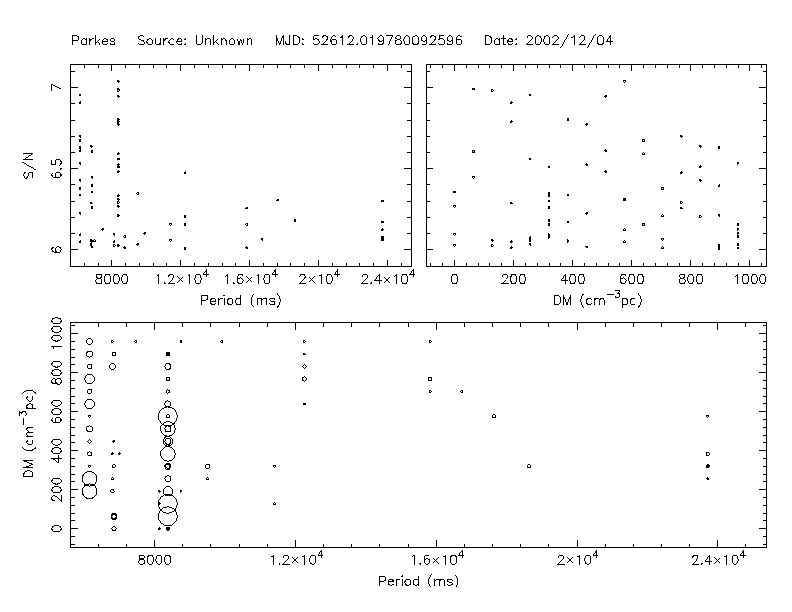 Parkes Source: Unknown MJD: 52612.019780092596 Date: 2002/12/04
7
6.5
6
S/N
8000 1.2×10⁴ 1.6×10⁴ 2×10⁴ 2.4×10⁴
Period (ms)
0 200 400 600 800 1000
DM (cm⁻³pc)
1000
800
600
400
200
0
DM (cm⁻³pc)
8000 1.2×10⁴ 1.6×10⁴ 2×10⁴ 2.4×10⁴
Period (ms)